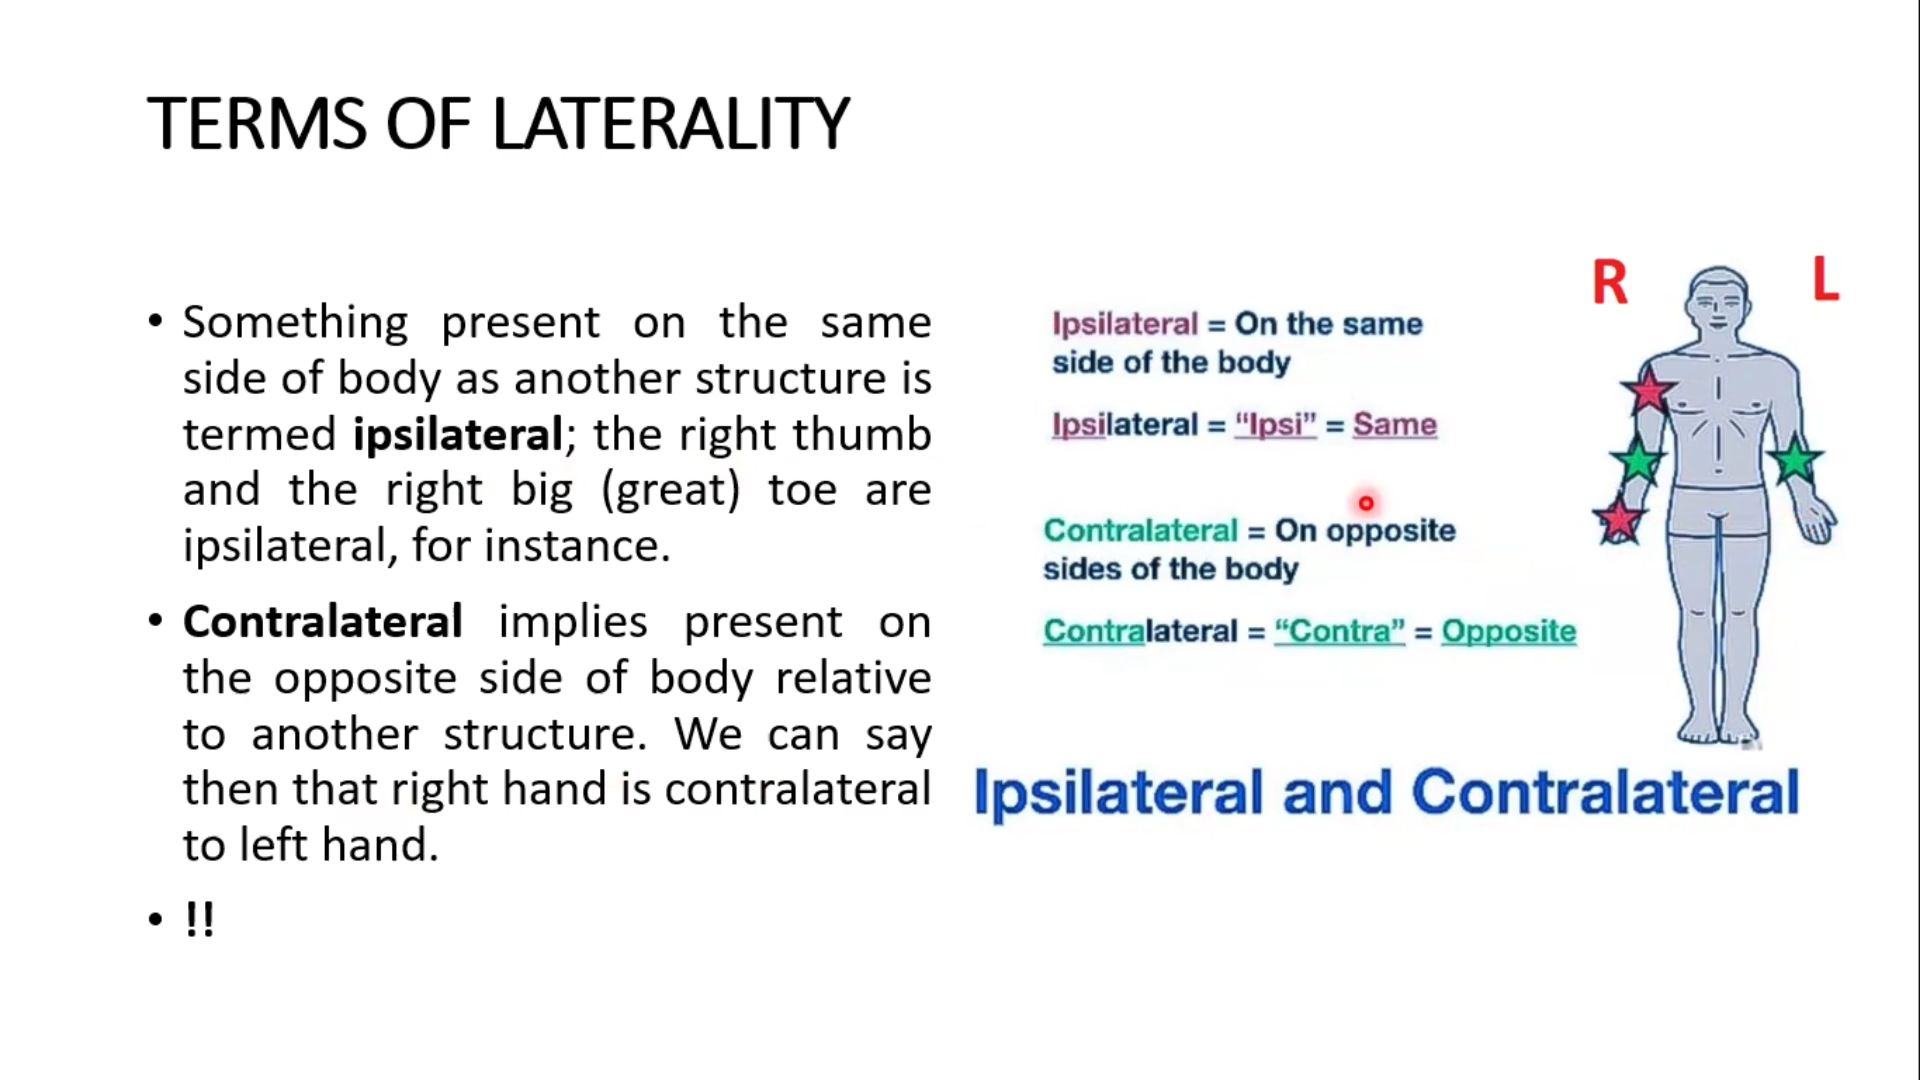 TERMS OF LATERALITY
• Something present on the same
side of body as another structure is
termed ipsilateral; the right thumb
and the right big (great) toe are
ipsilateral, for instance.
• Contralateral implies present on
the opposite side of body relative
to another structure. We can say
then that right hand is contralateral
to left hand.
• !!
R L
Ipsilateral = On the same
side of the body
Ipsilateral = “Ipsi” = Same
Contralateral = On opposite
sides of the body
Contralateral = “Contra” = Opposite
Ipsilateral and Contralateral